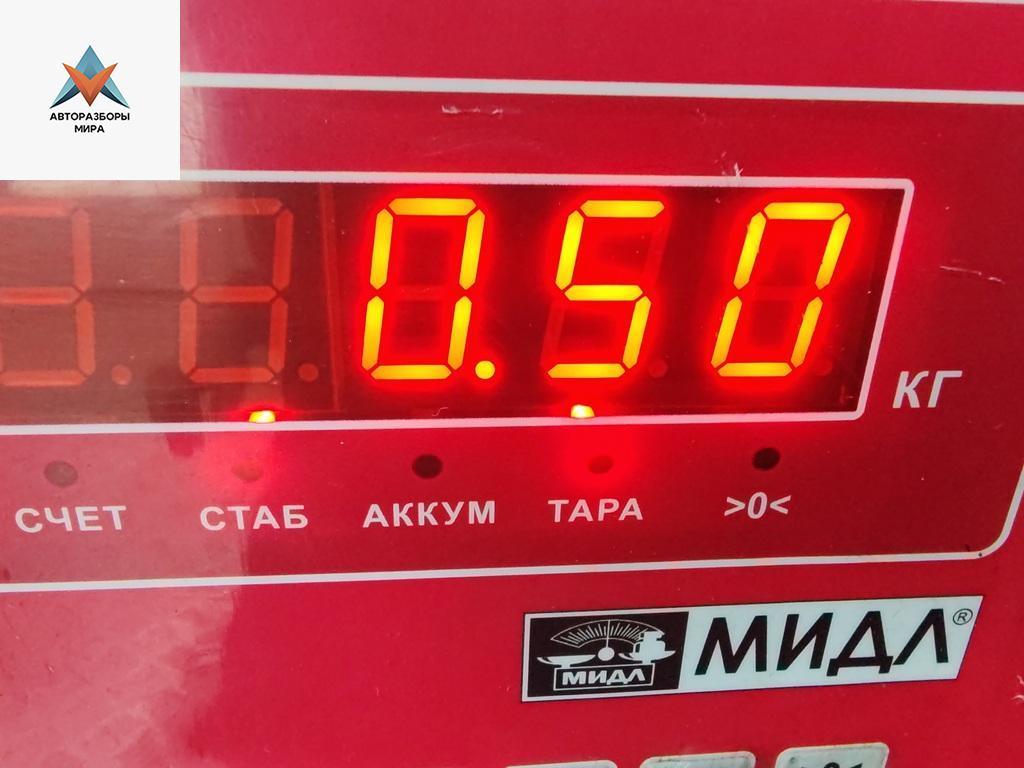 АВТОРАЗБОРЫ
МИРА
0.50
КГ
СЧЕТ СТАБ АККУМ ТАРА >0<
МИДЛ МИДЛ®